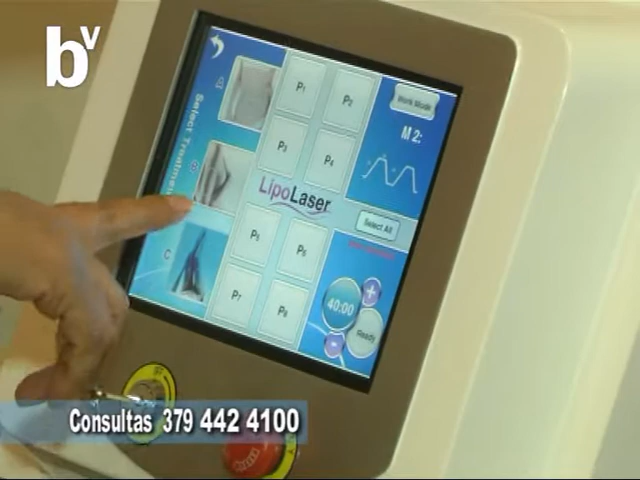 bv
Select Treatment
A
B
C
P1
P2
P3
P4
LipoLaser
P5
P6
P7
P8
Work Mode
M 2:
Select All
40:00
+
Ready
-
Consultas 379 442 4100